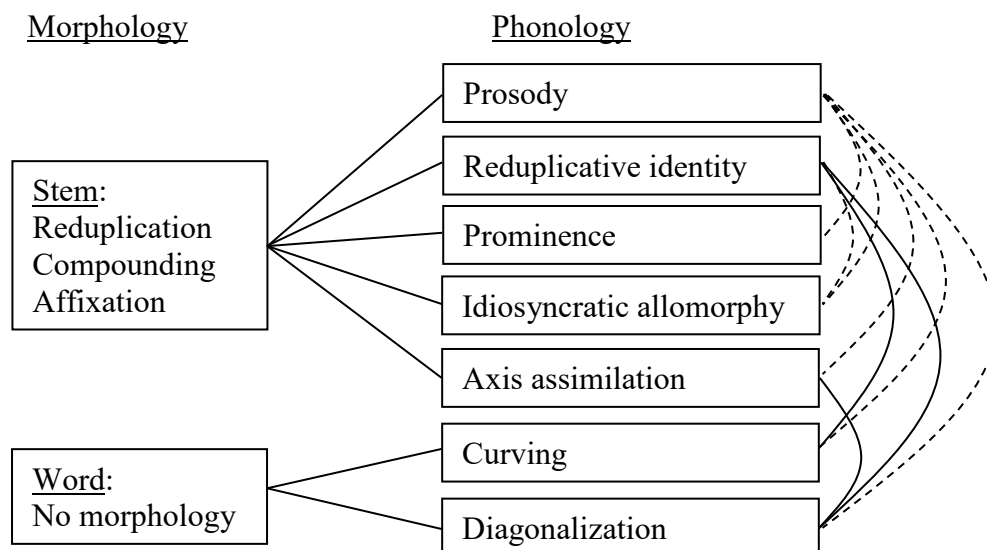 Morphology
Phonology
Prosody
Reduplicative identity
Stem:
Reduplication
Compounding
Affixation
Prominence
Idiosyncratic allomorphy
Axis assimilation
Curving
Word:
No morphology
Diagonalization